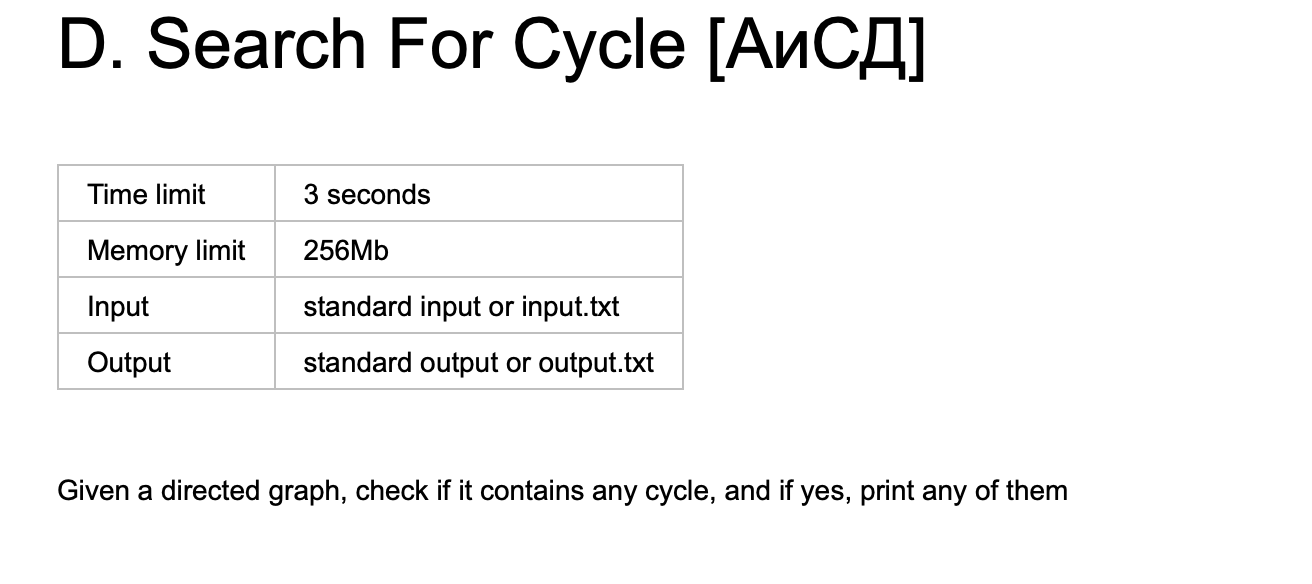 D. Search For Cycle [АиСД]
Time limit 3 seconds
Memory limit 256Mb
Input standard input or input.txt
Output standard output or output.txt
Given a directed graph, check if it contains any cycle, and if yes, print any of them